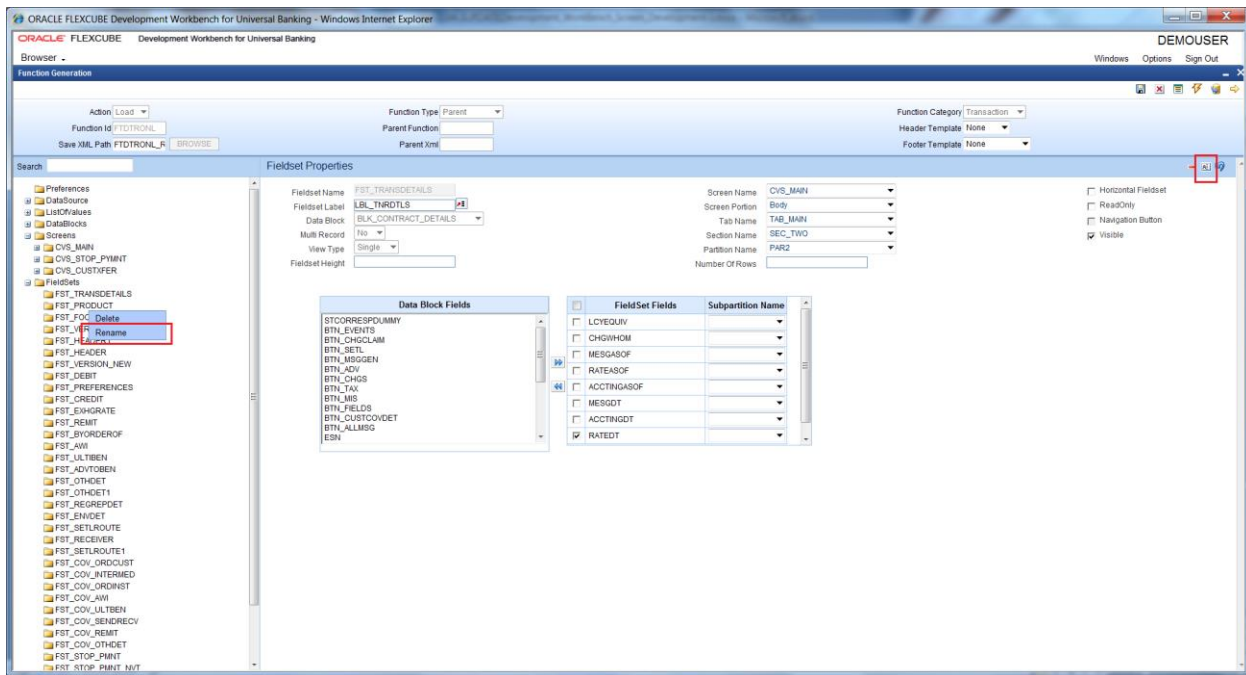 ORACLE FLEXCUBE Development Workbench for Universal Banking - Windows Internet Explorer
ORACLE FLEXCUBE Development Workbench for Universal Banking
DEMOUSER
Browser
Windows Options Sign Out
Function Generation
Action Load
Function Type Parent
Function Category Transaction
Function Id FTDTRONL
Parent Function
Header Template None
Save XML Path FTDTRONL_R BROWSE
Parent Xml
Footer Template None
Search
Fieldset Properties
Preferences
DataSource
ListOfValues
DataBlocks
Screens
CVS_MAIN
CVS_STOP_PYMNT
CVS_CUSTXFER
FieldSets
FST_TRANSDETAILS
FST_PRODUCT
FST_FOO
FST_VER
FST_HEADER1
FST_HEADER
FST_VERSION_NEW
FST_DEBIT
FST_PREFERENCES
FST_CREDIT
FST_EXHGRATE
FST_REMIT
FST_BYORDEROF
FST_AWI
FST_ULTIBEN
FST_ADVTOBEN
FST_OTHDET
FST_OTHDET1
FST_REGREPDET
FST_ENVDET
FST_SETLROUTE
FST_RECEIVER
FST_SETLROUTE1
FST_COV_ORDCUST
FST_COV_INTERMED
FST_COV_ORDINST
FST_COV_AWI
FST_COV_ULTBEN
FST_COV_SENDRECV
FST_COV_REMIT
FST_COV_OTHDET
FST_STOP_PMNT
FST_STOP_PMNT_NVT
Delete
Rename
Fieldset Name FST_TRANSDETAILS
Fieldset Label LBL_TNRDTLS
Data Block BLK_CONTRACT_DETAILS
Multi Record No
View Type Single
Fieldset Height
Screen Name CVS_MAIN
Screen Portion Body
Tab Name TAB_MAIN
Section Name SEC_TWO
Partition Name PAR2
Number Of Rows
Horizontal Fieldset
ReadOnly
Navigation Button
Visible
Data Block Fields
STCORRESPDUMMY
BTN_EVENTS
BTN_CHGCLAIM
BTN_SETL
BTN_MSGGEN
BTN_ADV
BTN_CHGS
BTN_TAX
BTN_MIS
BTN_FIELDS
BTN_CUSTCOVDET
BTN_ALLMSG
ESN
FieldSet Fields Subpartition Name
LCYEQUIV
CHGWHOM
MESGASOF
RATEASOF
ACCTINGASOF
MESGDT
ACCTINGDT
RATEDT